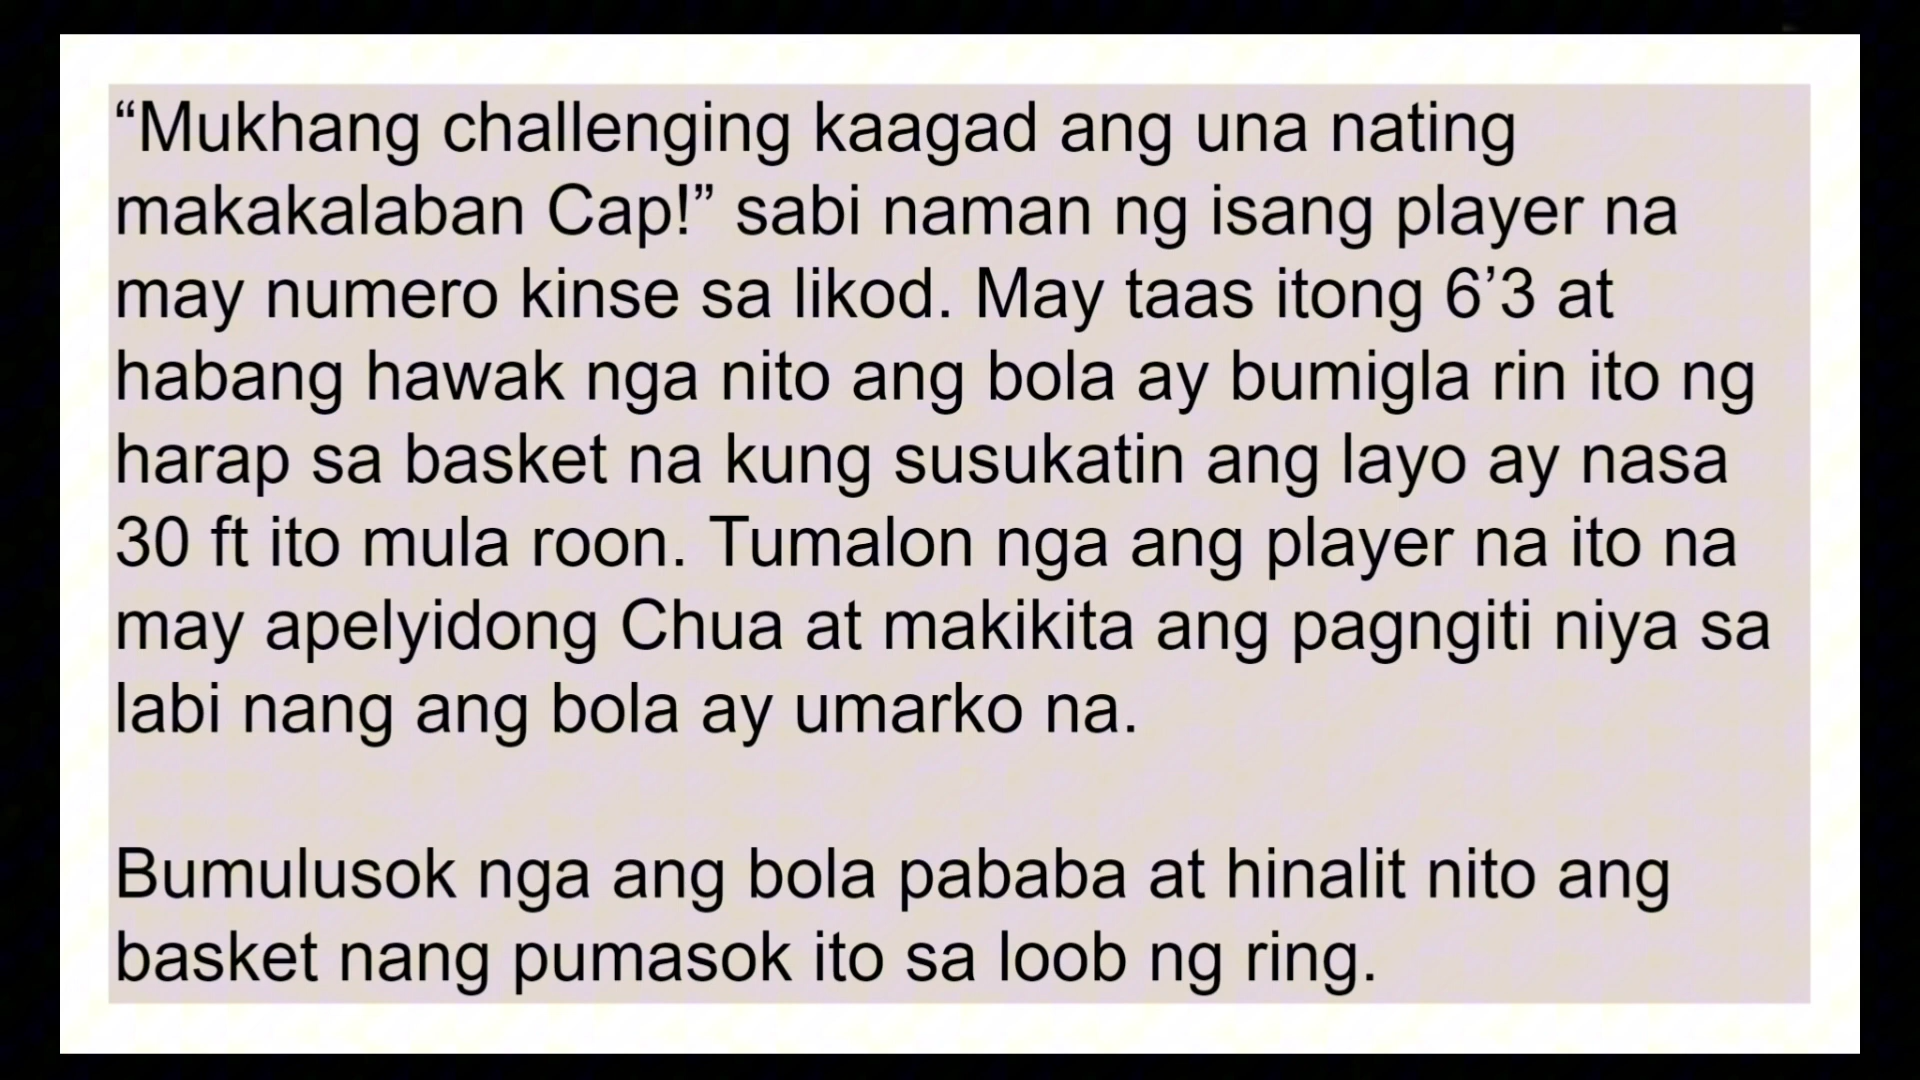 “Mukhang challenging kaagad ang una nating
makakalaban Cap!” sabi naman ng isang player na
may numero kinse sa likod. May taas itong 6’3 at
habang hawak nga nito ang bola ay bumigla rin ito ng
harap sa basket na kung susukatin ang layo ay nasa
30 ft ito mula roon. Tumalon nga ang player na ito na
may apelyidong Chua at makikita ang pagngiti niya sa
labi nang ang bola ay umarko na.
Bumulusok nga ang bola pababa at hinalit nito ang
basket nang pumasok ito sa loob ng ring.